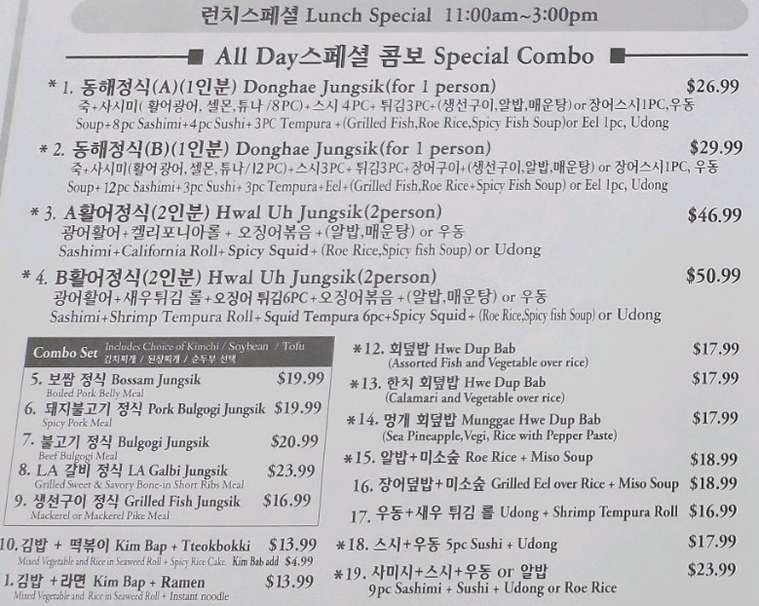 런치스페셜 Lunch Special 11:00am~3:00pm
All Day스페셜 콤보 Special Combo
*1. 동해정식(A)(1인분) Donghae Jungsik(for 1 person) $26.99
죽+사시미( 활어광어, 셀몬,튜나 /8PC)+스시 4PC+ 튀김3PC+(생선구이,알밥,매운탕)or 장어스시1PC,우동
Soup+8pc Sashimi+4pc Sushi+3PC Tempura +(Grilled Fish,Roe Rice,Spicy Fish Soup)or Eel 1pc, Udong
*2. 동해정식(B)(1인분) Donghae Jungsik(for 1 person) $29.99
죽+사시미(활어광어, 셀몬,튜나/12PC)+스시3PC+ 튀김3PC+장어구이+(생선구이,알밥,매운탕) or 장어스시1PC, 우동
Soup+12pc Sashimi+3pc Sushi+3pc Tempura+Eel+(Grilled Fish,Roe Rice+Spicy Fish Soup) or Eel 1pc, Udong
*3. A활어정식(2인분) Hwal Uh Jungsik(2person) $46.99
광어활어+켈리포니아롤+ 오징어볶음+(알밥,매운탕) or 우동
Sashimi+California Roll+Spicy Squid+(Roe Rice,Spicy fish Soup) or Udong
*4. B활어정식(2인분) Hwal Uh Jungsik(2person) $50.99
광어활어+새우튀김 롤+오징어 튀김6PC+오징어볶음+(알밥,매운탕) or 우동
Sashimi+Shrimp Tempura Roll+Squid Tempura 6pc+Spicy Squid+(Roe Rice,Spicy fish Soup) or Udong
Combo Set Includes Choice of Kimchi / Soybean / Tofu
김치찌개 / 된장찌개 / 순두부 선택
5. 보쌈 정식 Bossam Jungsik $19.99
Boiled Pork Belly Meal
6. 돼지불고기 정식 Pork Bulgogi Jungsik $19.99
Spicy Pork Meal
7. 불고기 정식 Bulgogi Jungsik $20.99
Beef Bulgogi Meal
8. LA 갈비 정식 LA Galbi Jungsik $23.99
Grilled Sweet & Savory Bone-in Short Ribs Meal
9. 생선구이 정식 Grilled Fish Jungsik $16.99
Mackerel or Mackerel Pike Meal
10.김밥 + 떡볶이 Kim Bap + Tteokbokki $13.99
Mixed Vegetable and Rice in Seaweed Roll + Spicy Rice Cake. Kim Bab add $4.99
1.김밥 +라면 Kim Bap + Ramen $13.99
Mixed Vegetable and Rice in Seaweed Roll + Instant noodle
*12. 회덮밥 Hwe Dup Bab $17.99
(Assorted Fish and Vegetable over rice)
*13. 한치 회덮밥 Hwe Dup Bab $17.99
(Calamari and Vegetable over rice)
*14. 멍개 회덮밥 Munggae Hwe Dup Bab $17.99
(Sea Pineapple,Vegi, Rice with Pepper Paste)
*15. 알밥+미소숲 Roe Rice + Miso Soup $18.99
16. 장어덮밥+미소숲 Grilled Eel over Rice + Miso Soup $18.99
17. 우동+새우 튀김 롤 Udong + Shrimp Tempura Roll $16.99
*18. 스시+우동 5pc Sushi + Udong $17.99
*19. 사미시+스시+우동 or 알밥 $23.99
9pc Sashimi + Sushi + Udong or Roe Rice